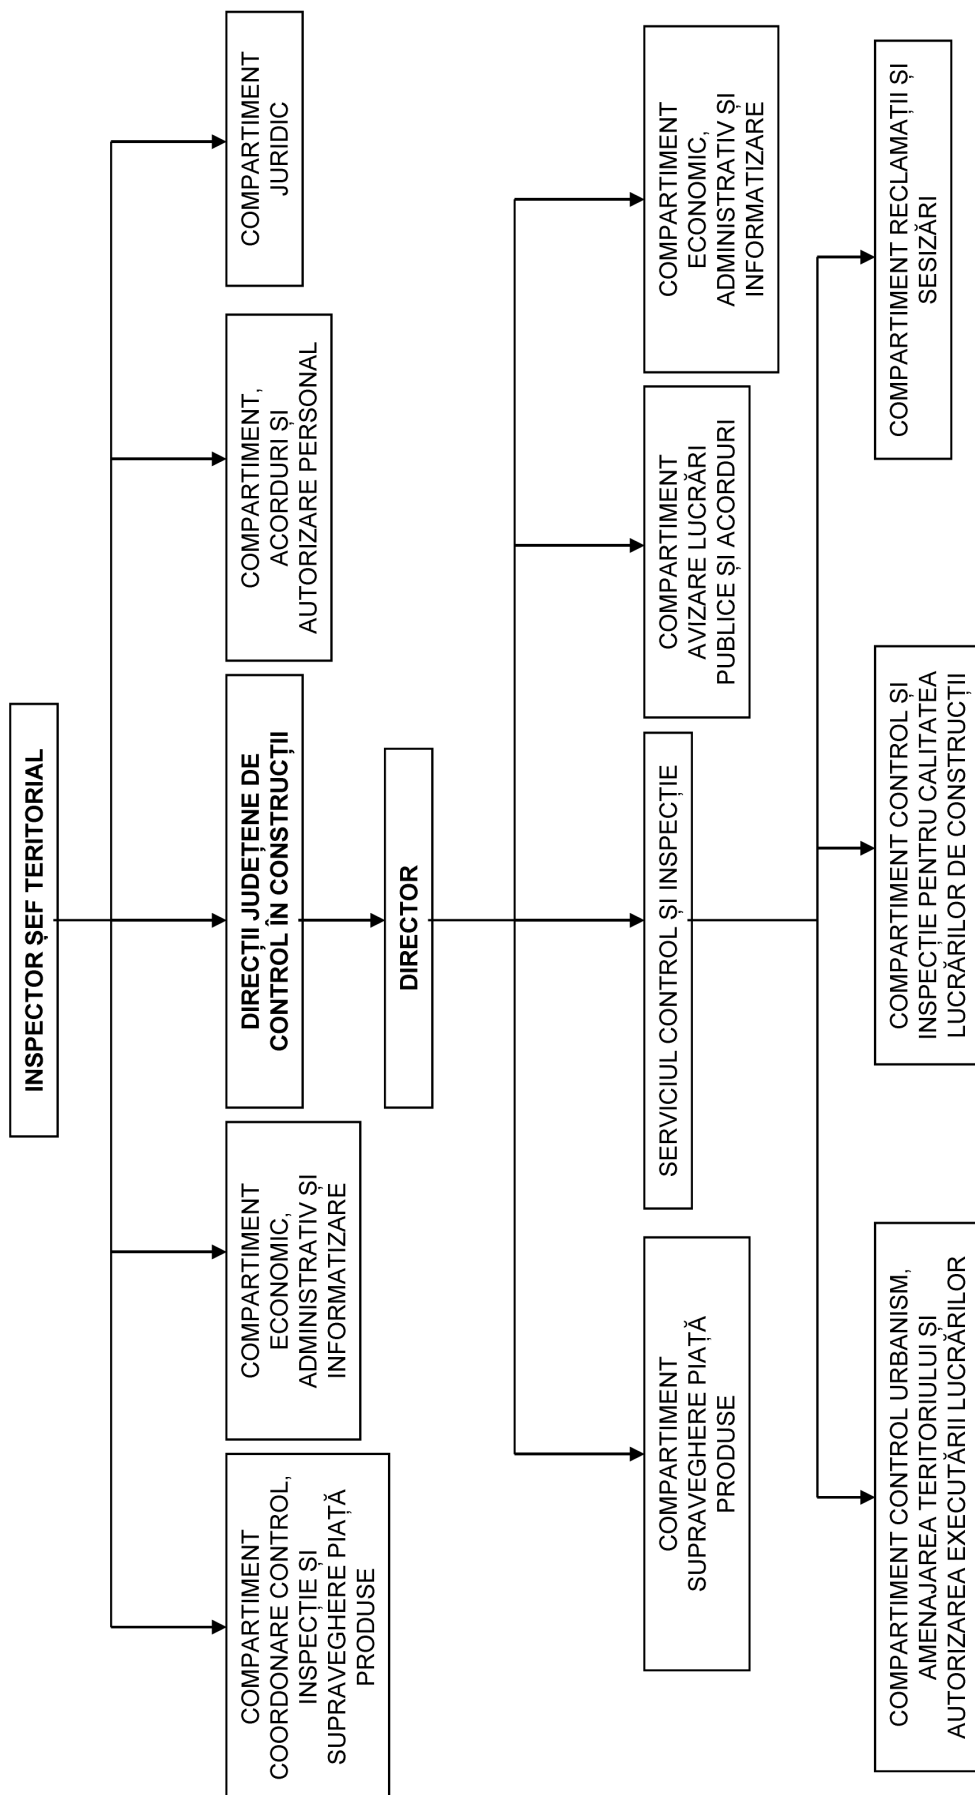 INSPECTOR ȘEF TERITORIAL
COMPARTIMENT
COORDONARE CONTROL,
INSPECȚIE ȘI
SUPRAVEGHERE PIAȚĂ
PRODUSE
COMPARTIMENT
ECONOMIC,
ADMINISTRATIV ȘI
INFORMATIZARE
DIRECȚII JUDEȚENE DE
CONTROL ÎN CONSTRUCȚII
COMPARTIMENT,
ACORDURI ȘI
AUTORIZARE PERSONAL
COMPARTIMENT
JURIDIC
DIRECTOR
COMPARTIMENT
SUPRAVEGHERE PIAȚĂ
PRODUSE
SERVICIUL CONTROL ȘI INSPECȚIE
COMPARTIMENT
AVIZARE LUCRĂRI
PUBLICE ȘI ACORDURI
COMPARTIMENT
ECONOMIC,
ADMINISTRATIV ȘI
INFORMATIZARE
COMPARTIMENT CONTROL URBANISM,
AMENAJAREA TERITORIULUI ȘI
AUTORIZAREA EXECUTĂRII LUCRĂRILOR
COMPARTIMENT CONTROL ȘI
INSPECȚIE PENTRU CALITATEA
LUCRĂRILOR DE CONSTRUCȚII
COMPARTIMENT RECLAMAȚII ȘI
SESIZĂRI